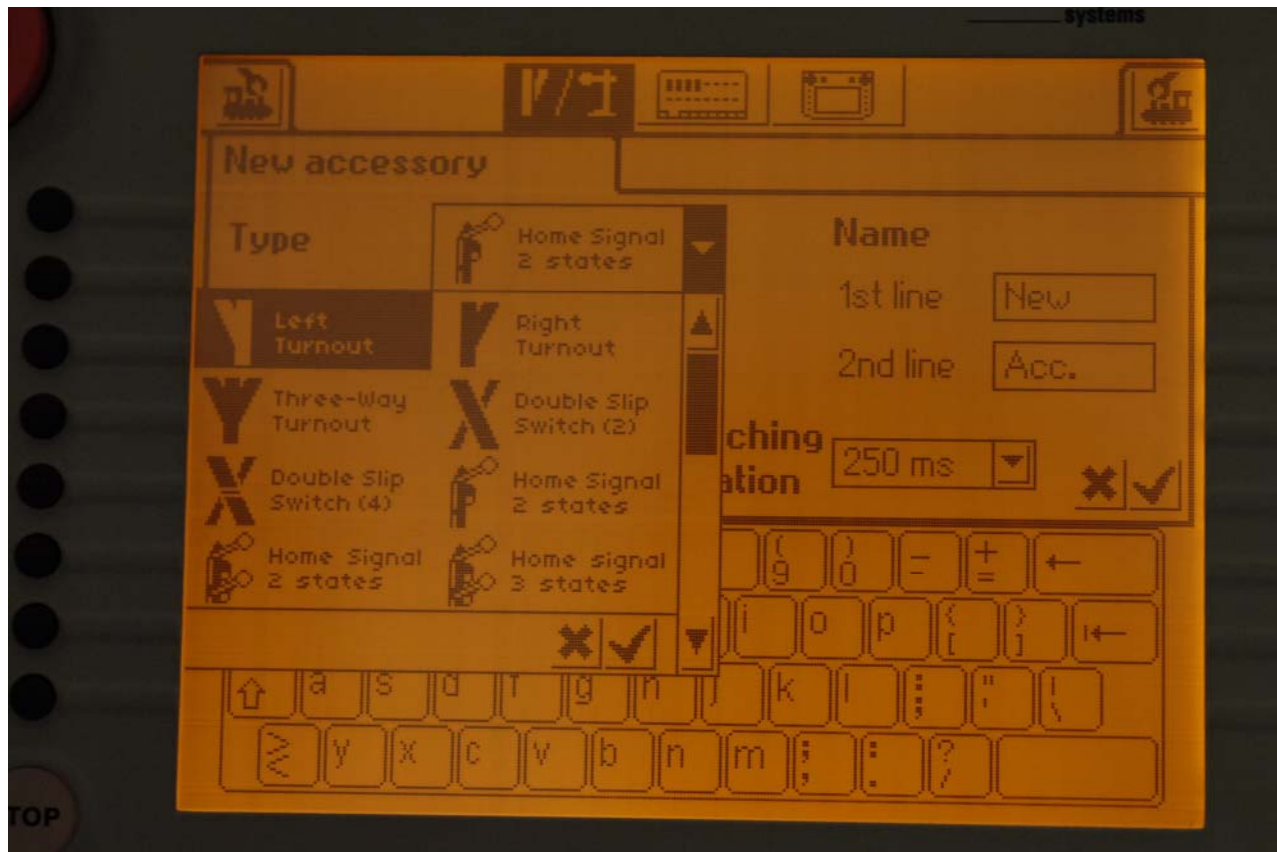 systems
New accessory
Type
Home Signal
2 states
Name
1st line
New
2nd line
Acc.
Left
Turnout
Right
Turnout
Three-Way
Turnout
Double Slip
Switch (2)
Double Slip
Switch (4)
Home Signal
2 states
Home Signal
2 states
Home signal
3 states
ching
ation
250 ms
( 9 ) 0 _ - + = ←
i o p { [ } ]
a s d f g h j k l : ; " ' | \
y x c v b n m ; , : . ? /
TOP